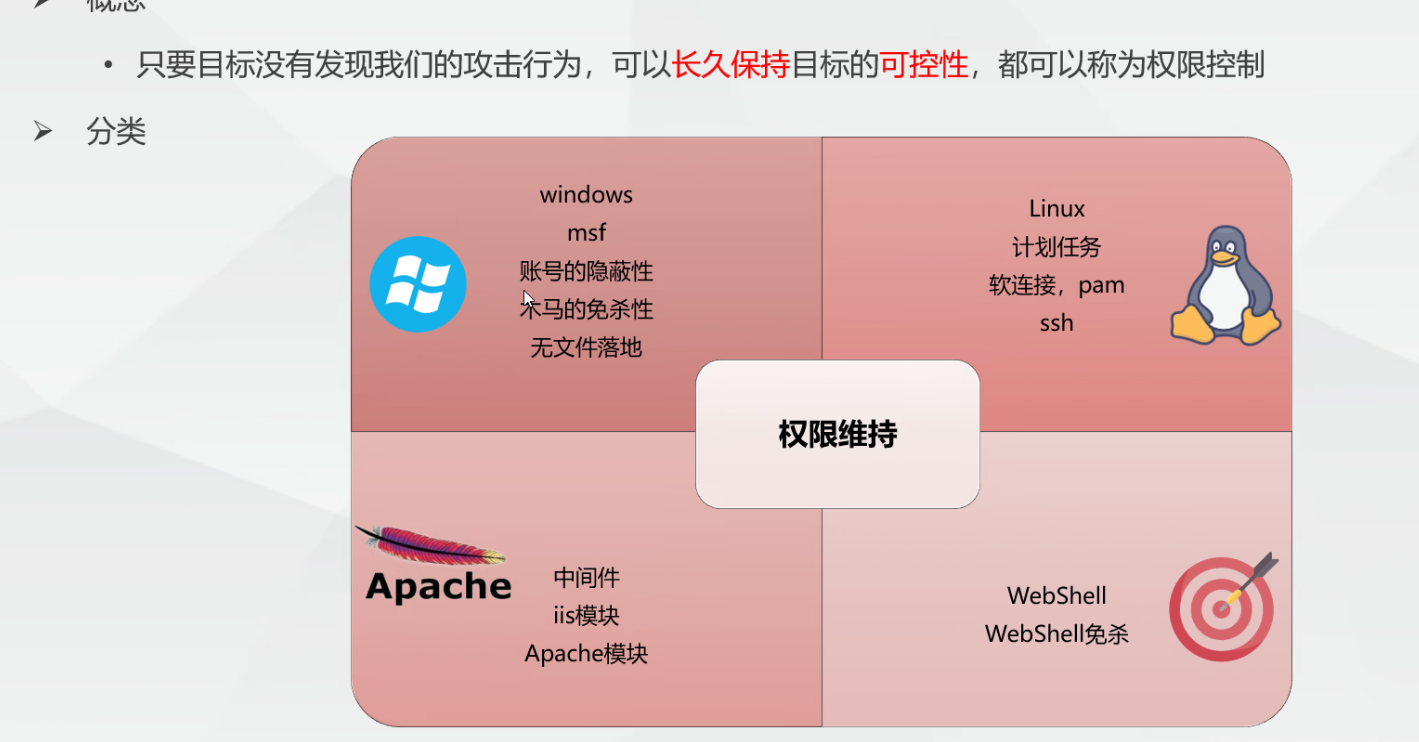 概念
只要目标没有发现我们的攻击行为，可以长久保持目标的可控性，都可以称为权限控制
分类
windows
msf
账号的隐蔽性
木马的免杀性
无文件落地
Linux
计划任务
软连接，pam
ssh
权限维持
Apache
中间件
iis模块
Apache模块
WebShell
WebShell免杀